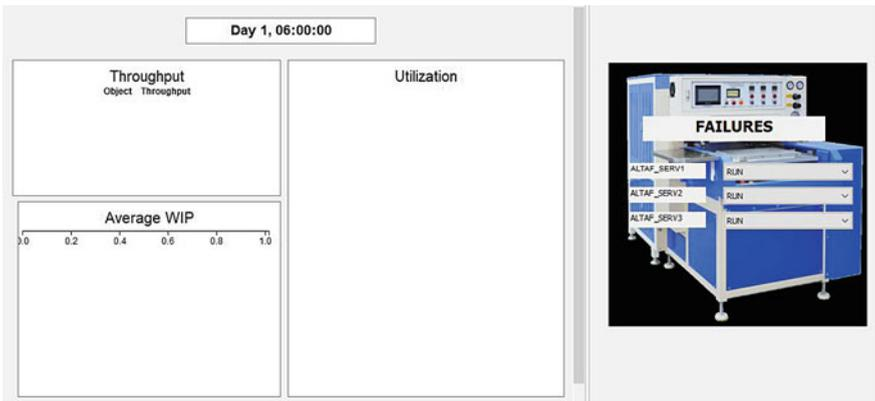 Day 1, 06:00:00
Throughput
Object Throughput
Utilization
Average WIP
0.0 0.2 0.4 0.6 0.8 1.0
FAILURES
ALTAF_SERV1 RUN
ALTAF_SERV2 RUN
ALTAF_SERV3 RUN